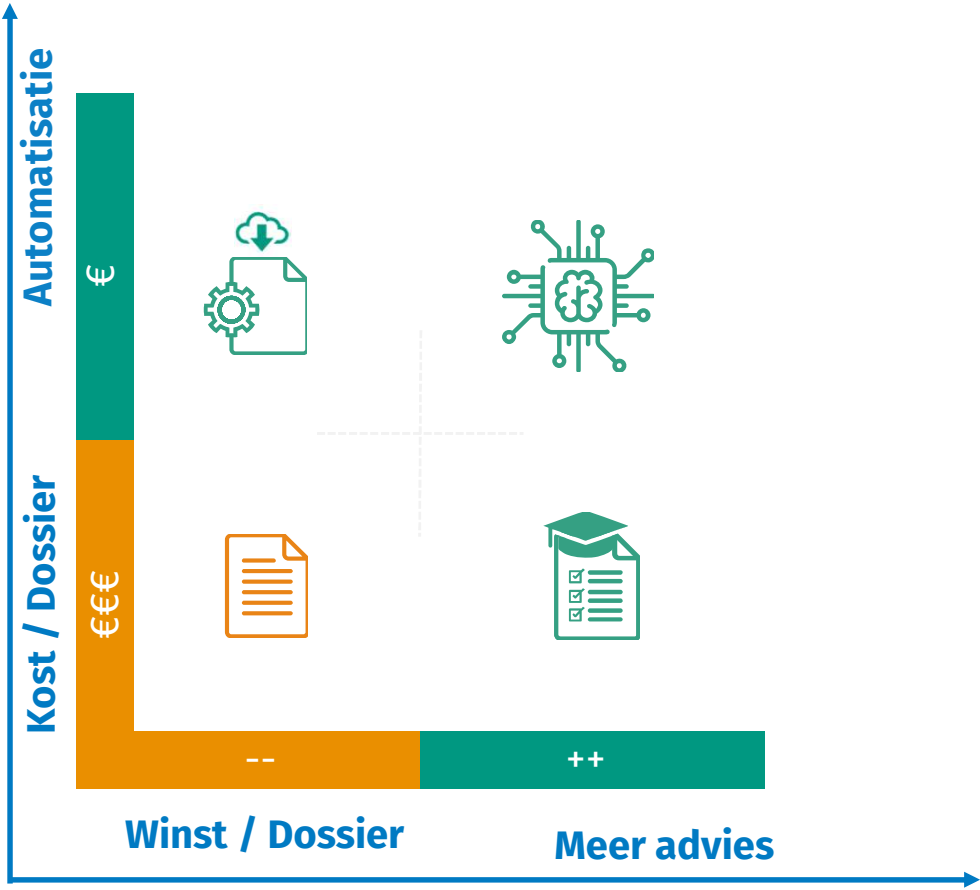 Automatisatie
€
Kost / Dossier
€€€
--
++
Winst / Dossier
Meer advies